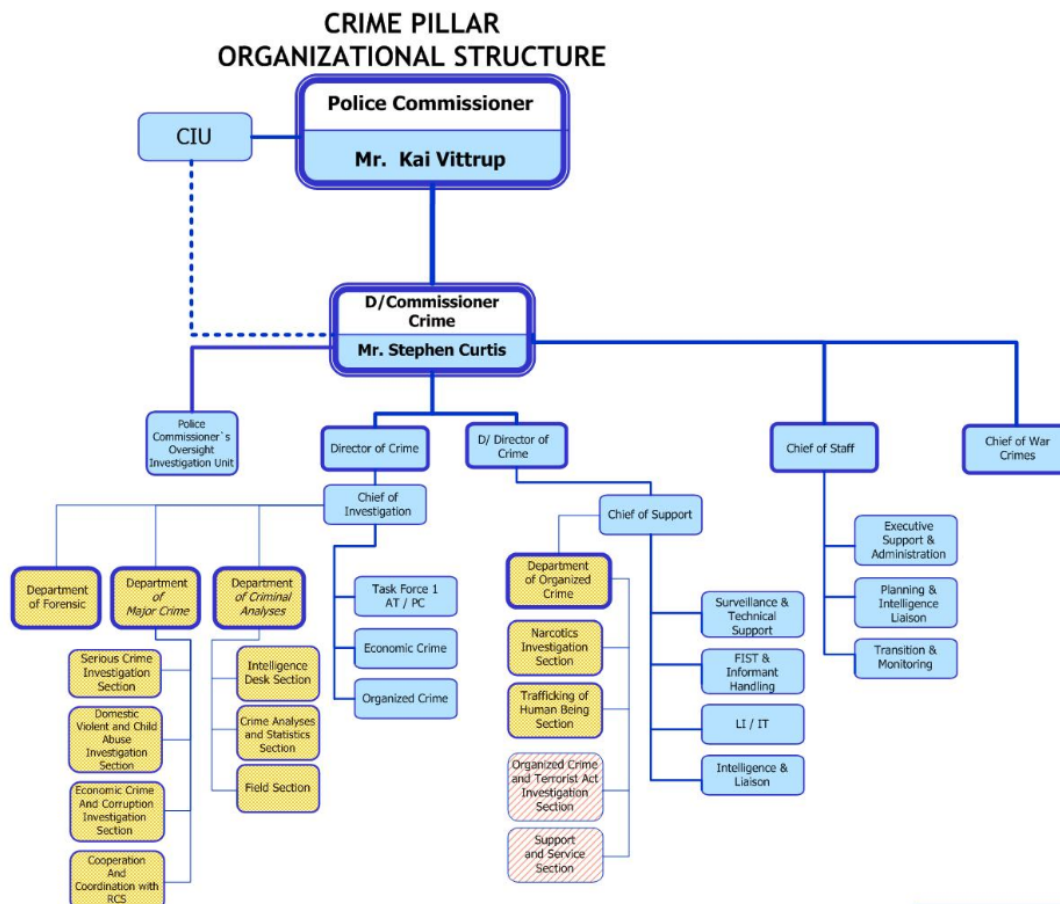 CRIME PILLAR
ORGANIZATIONAL STRUCTURE
Police Commissioner
Mr. Kai Vittrup
CIU
D/Commissioner
Crime
Mr. Stephen Curtis
Police
Commissioner`s
Oversight
Investigation Unit
Director of Crime
D/ Director of
Crime
Chief of Staff
Chief of War
Crimes
Chief of
Investigation
Chief of Support
Department
of Forensic
Department
of
Major Crime
Department
of Criminal
Analyses
Task Force 1
AT / PC
Economic Crime
Organized Crime
Serious Crime
Investigation
Section
Domestic
Violent and Child
Abuse
Investigation
Section
Economic Crime
And Corruption
Investigation
Section
Cooperation
And
Coordination with
RCS
Intelligence
Desk Section
Crime Analyses
and Statistics
Section
Field Section
Department
of Organized
Crime
Narcotics
Investigation
Section
Trafficking of
Human Being
Section
Organized Crime
and Terrorist Act
Investigation
Section
Support
and Service
Section
Surveillance &
Technical
Support
FIST &
Informant
Handling
LI / IT
Intelligence &
Liaison
Executive
Support &
Administration
Planning &
Intelligence
Liaison
Transition &
Monitoring